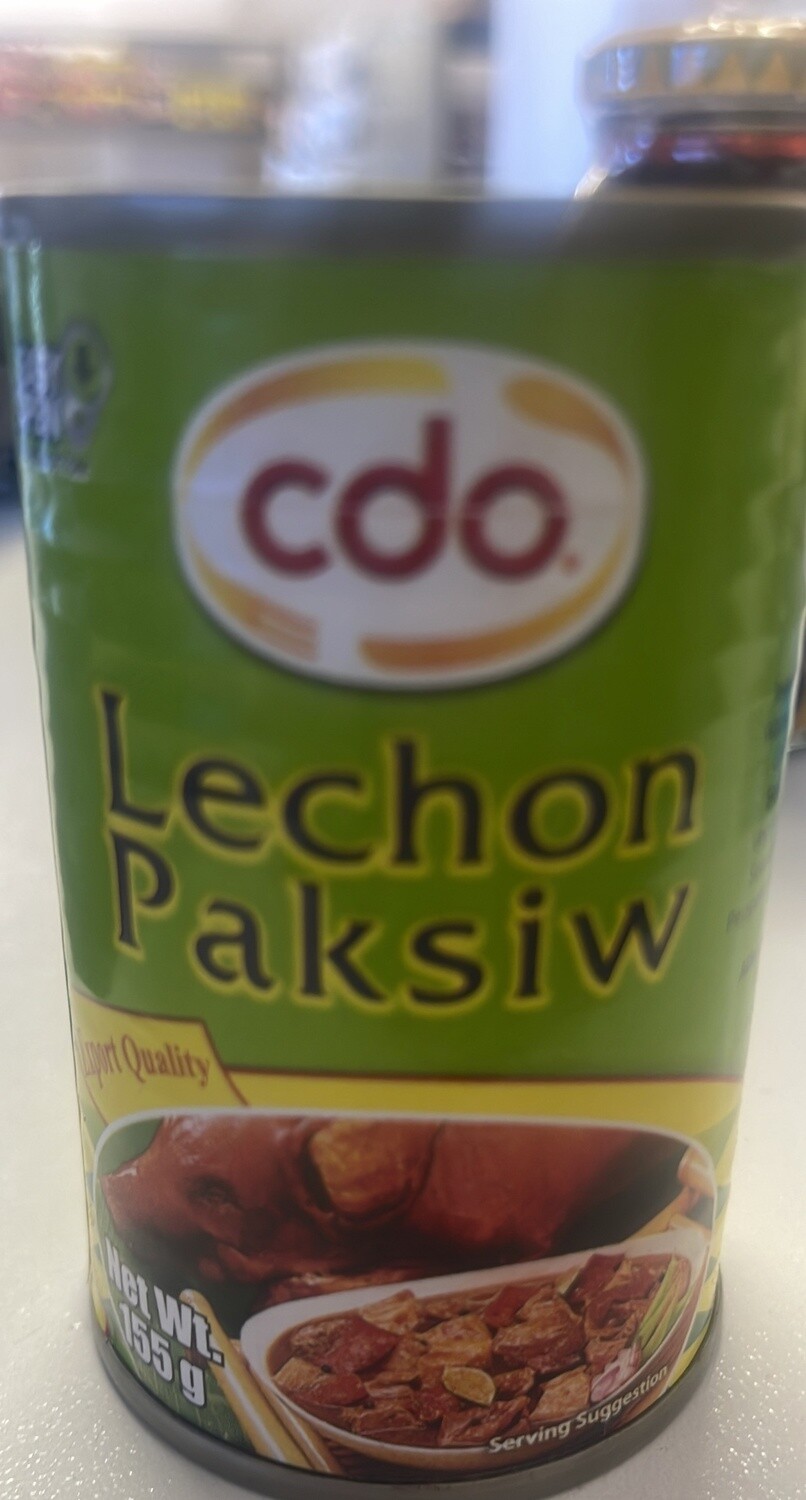 cdo
Lechon
Paksiw
Export Quality
Net Wt.
155 g
Serving Suggestion